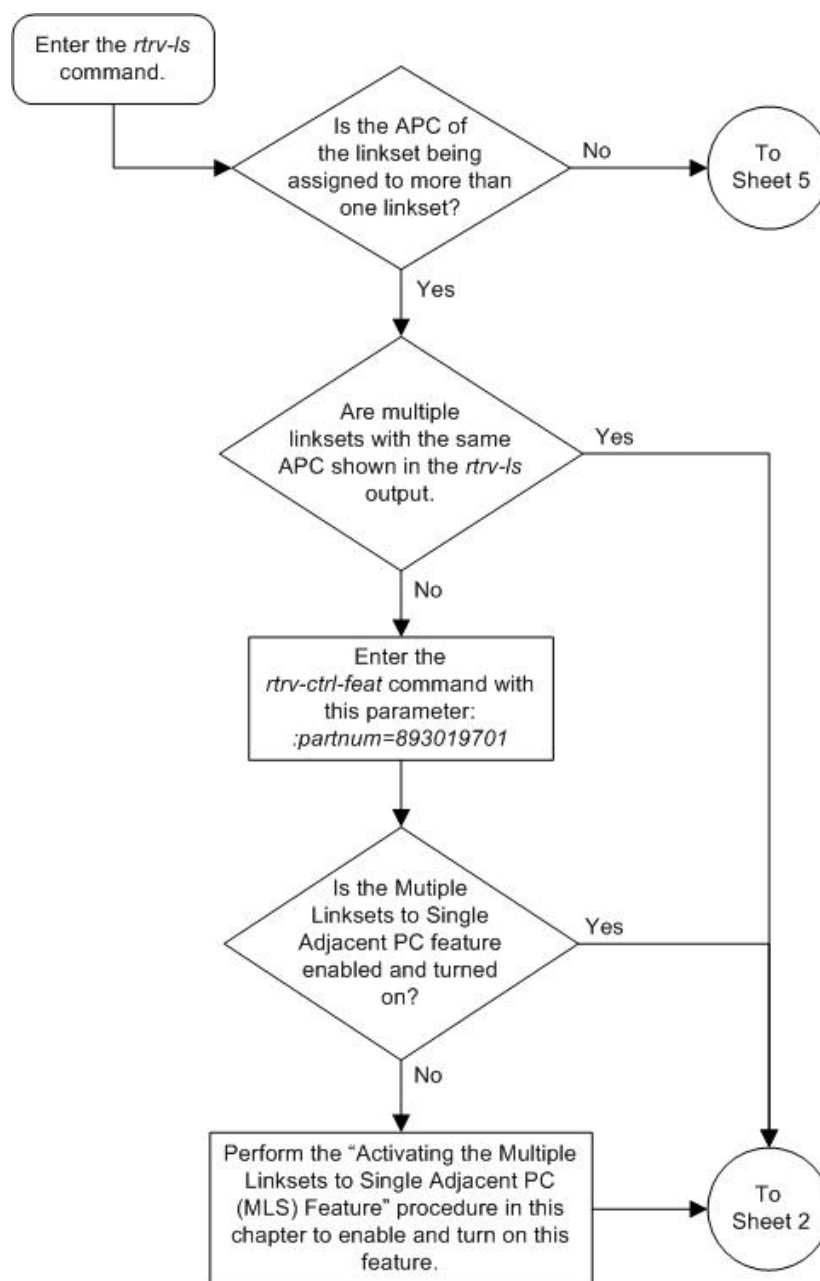 Enter the rtrv-ls
command.
Is the APC of
the linkset being
assigned to more than
one linkset?
No
To
Sheet 5
Yes
Are multiple
linksets with the same
APC shown in the rtrv-ls
output.
Yes
No
Enter the
rtrv-ctrl-feat command with
this parameter:
:partnum=893019701
Is the Mutiple
Linksets to Single
Adjacent PC feature
enabled and turned
on?
Yes
No
Perform the “Activating the Multiple
Linksets to Single Adjacent PC
(MLS) Feature” procedure in this
chapter to enable and turn on this
feature.
To
Sheet 2